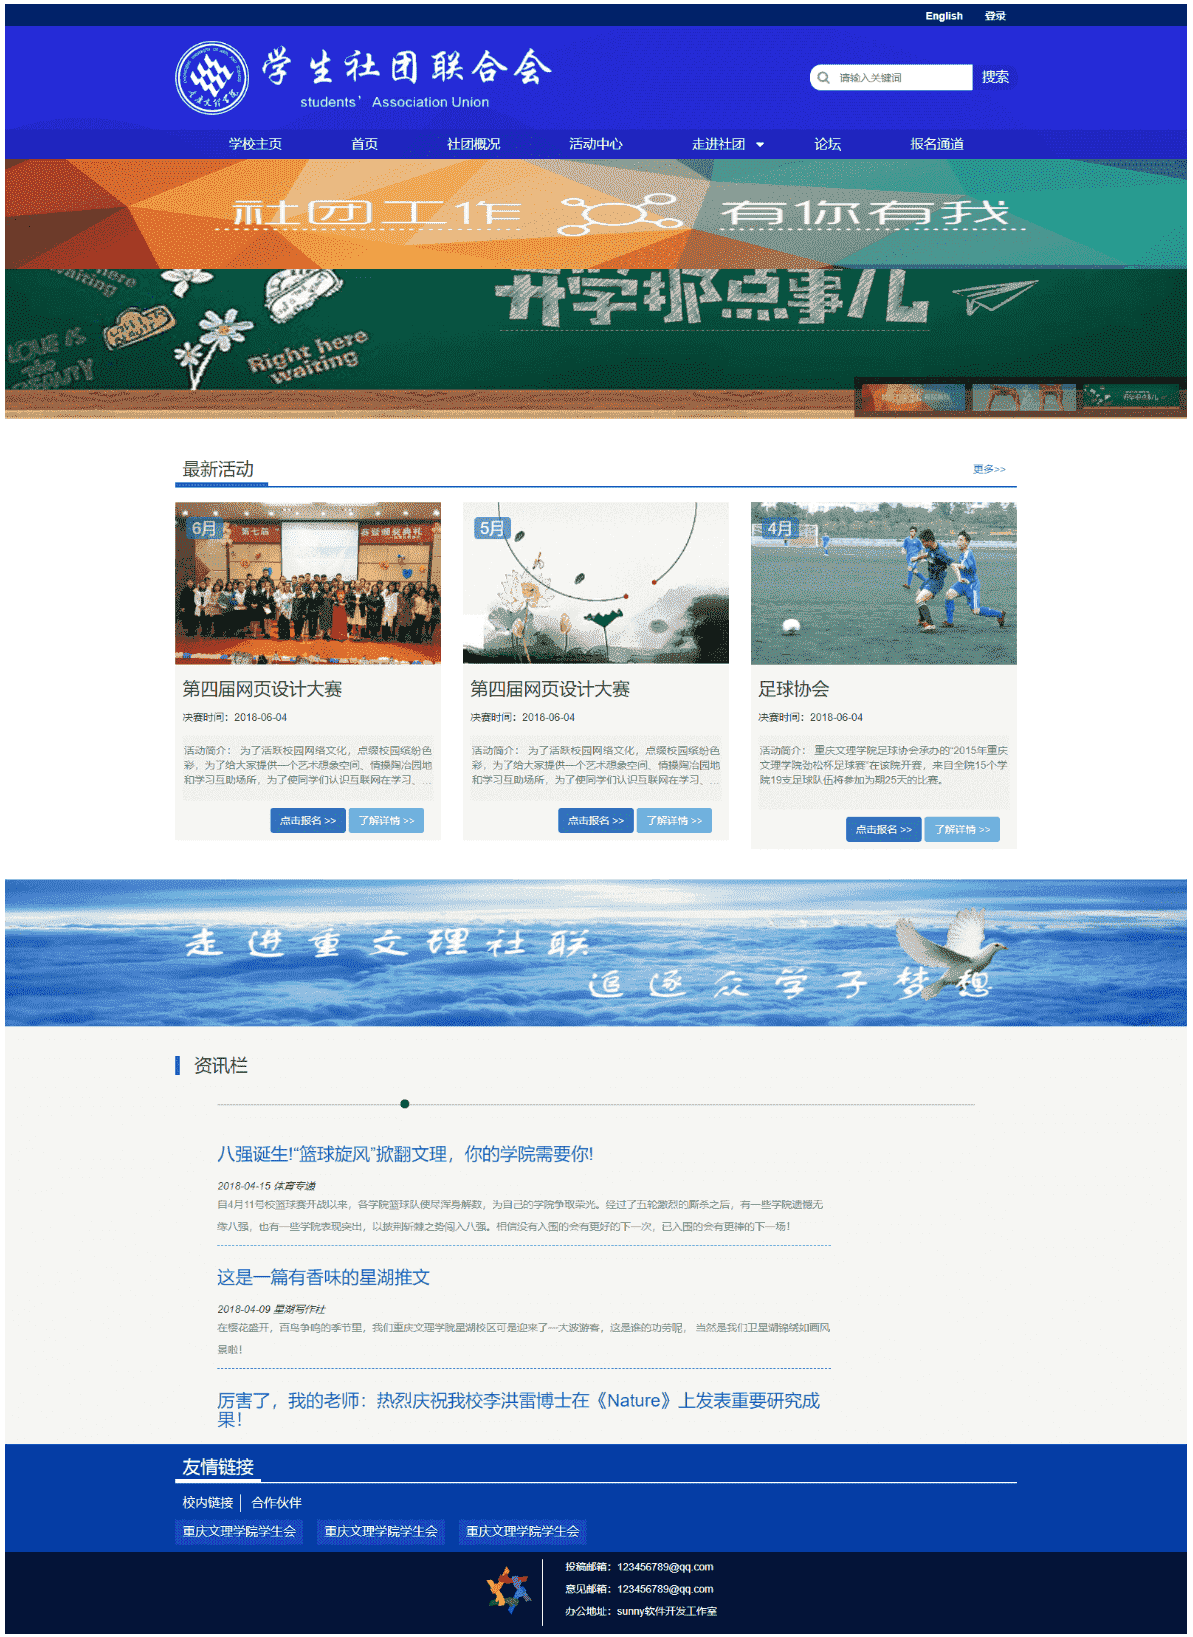 English 登录
学生社团联合会
students' Association Union
请输入关键词 搜索
学校主页 首页 社团概况 活动中心 走进社团 论坛 报名通道
社团工作 有你有我
升学那点事儿
waiting
Right here
waiting
最新活动 更多>>
6月
5月
4月
第四届网页设计大赛
决赛时间：2018-06-04
活动简介： 为了活跃校园网络文化，点缀校园缤纷色
彩，为了给大家提供一个艺术想象空间、情操陶冶园地
和学习互助场所，为了使同学们认识互联网在学习、...
点击报名 >> 了解详情 >>
第四届网页设计大赛
决赛时间：2018-06-04
活动简介： 为了活跃校园网络文化，点缀校园缤纷色
彩，为了给大家提供一个艺术想象空间、情操陶冶园地
和学习互助场所，为了使同学们认识互联网在学习、...
点击报名 >> 了解详情 >>
足球协会
决赛时间：2018-06-04
活动简介： 重庆文理学院足球协会承办的“2015年重庆
文理学院劲松杯足球赛”在该院开赛，来自全院15个学
院19支足球队伍将参加为期25天的比赛。
点击报名 >> 了解详情 >>
走进重文理社联
追逐众学子梦想
资讯栏
八强诞生!“篮球旋风”掀翻文理，你的学院需要你!
2018-04-15 体育专递
自4月11号校篮球赛开战以来，各学院篮球队使尽浑身解数，为自己的学院争取荣光。经过了五轮激烈的厮杀之后，有一些学院遗憾无
缘八强，也有一些学院表现突出，以披荆斩棘之势闯入八强。相信没有入围的会有更好的下一次，已入围的会有更棒的下一场！
这是一篇有香味的星湖推文
2018-04-09 星湖写作社
在樱花盛开，百鸟争鸣的季节里，我们重庆文理学院星湖校区可是迎来了一大波游客，这是谁的功劳呢， 当然是我们卫星湖锦绣如画风
景啦！
厉害了，我的老师：热烈庆祝我校李洪雷博士在《Nature》上发表重要研究成
果！
友情链接
校内链接 合作伙伴
重庆文理学院学生会 重庆文理学院学生会 重庆文理学院学生会
投稿邮箱：123456789@qq.com
意见邮箱：123456789@qq.com
办公地址：sunny软件开发工作室